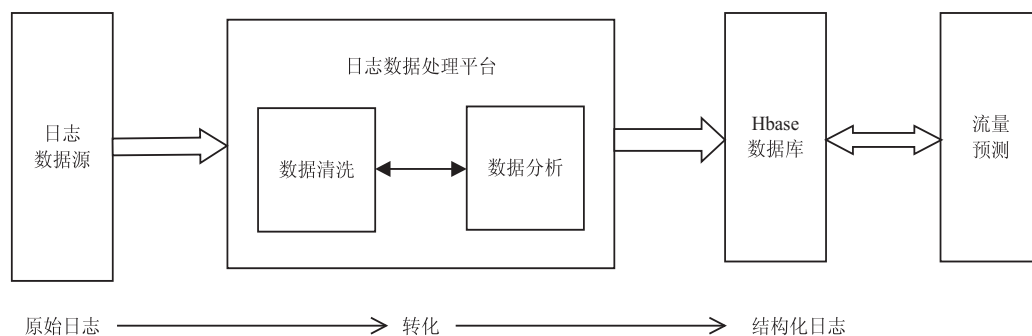 日志
数据源
日志数据处理平台
数据清洗
数据分析
Hbase
数据库
流量
预测
原始日志
转化
结构化日志